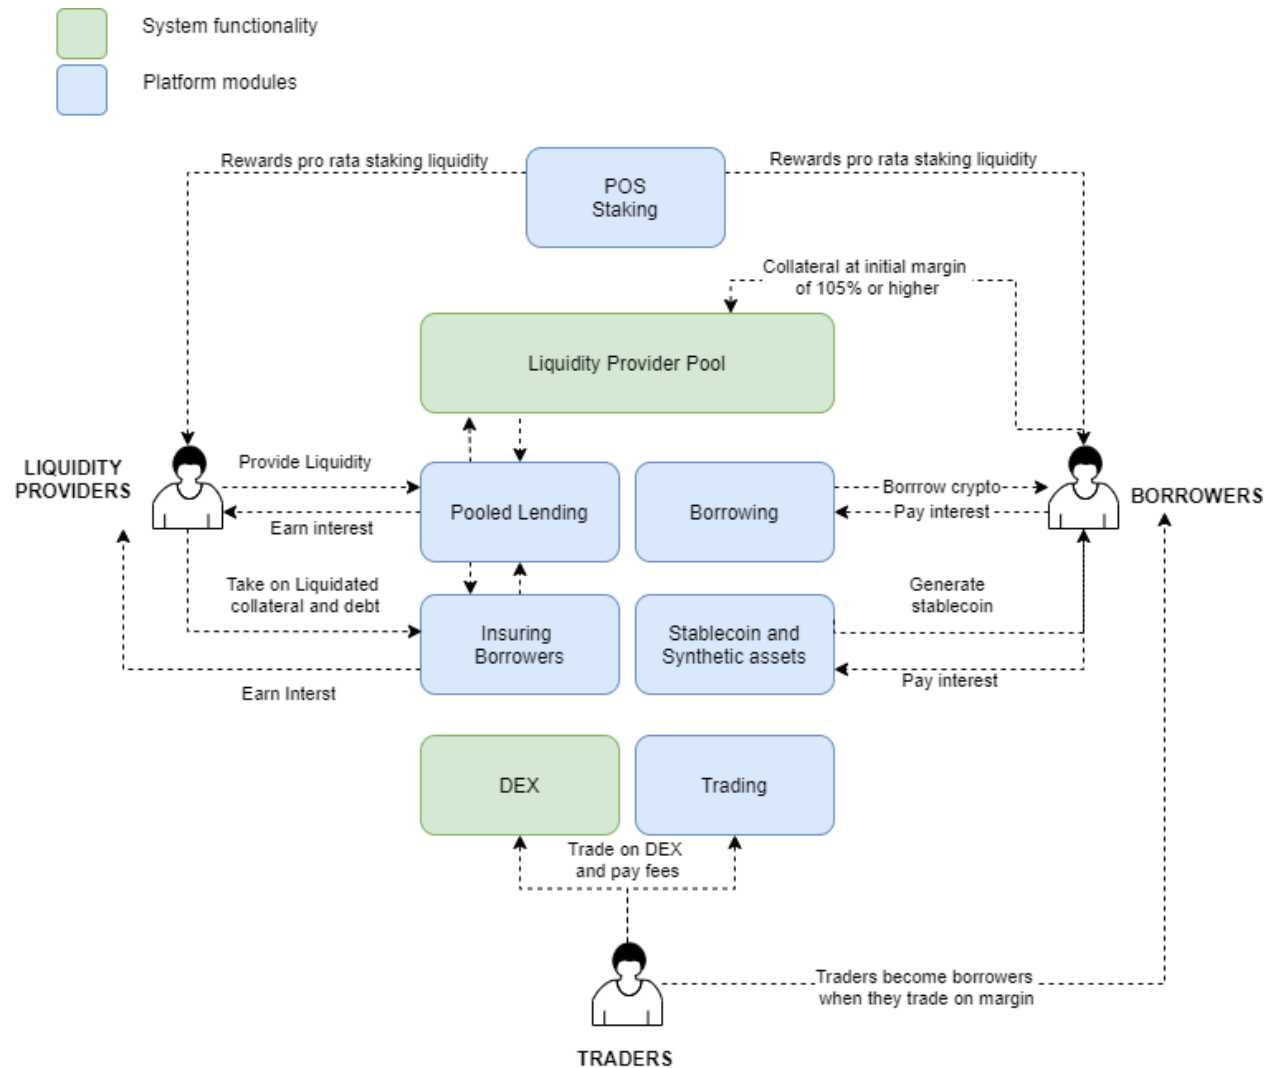 System functionality
Platform modules
Rewards pro rata staking liquidity
Rewards pro rata staking liquidity
POS
Staking
Collateral at initial margin
of 105% or higher
Liquidity Provider Pool
LIQUIDITY
PROVIDERS
Provide Liquidity
Earn interest
Pooled Lending
Borrowing
Borrrow crypto
Pay interest
BORROWERS
Take on Liquidated
collateral and debt
Insuring
Borrowers
Stablecoin and
Synthetic assets
Generate
stablecoin
Earn Interst
Pay interest
DEX
Trading
Trade on DEX
and pay fees
Traders become borrowers
when they trade on margin
TRADERS